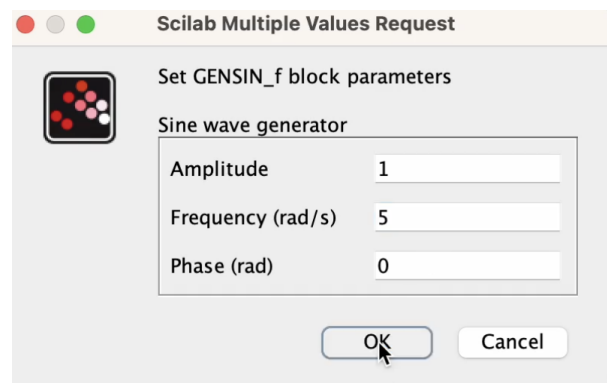 Scilab Multiple Values Request
Set GENSIN_f block parameters
Sine wave generator
Amplitude 1
Frequency (rad/s) 5
Phase (rad) 0
OK Cancel